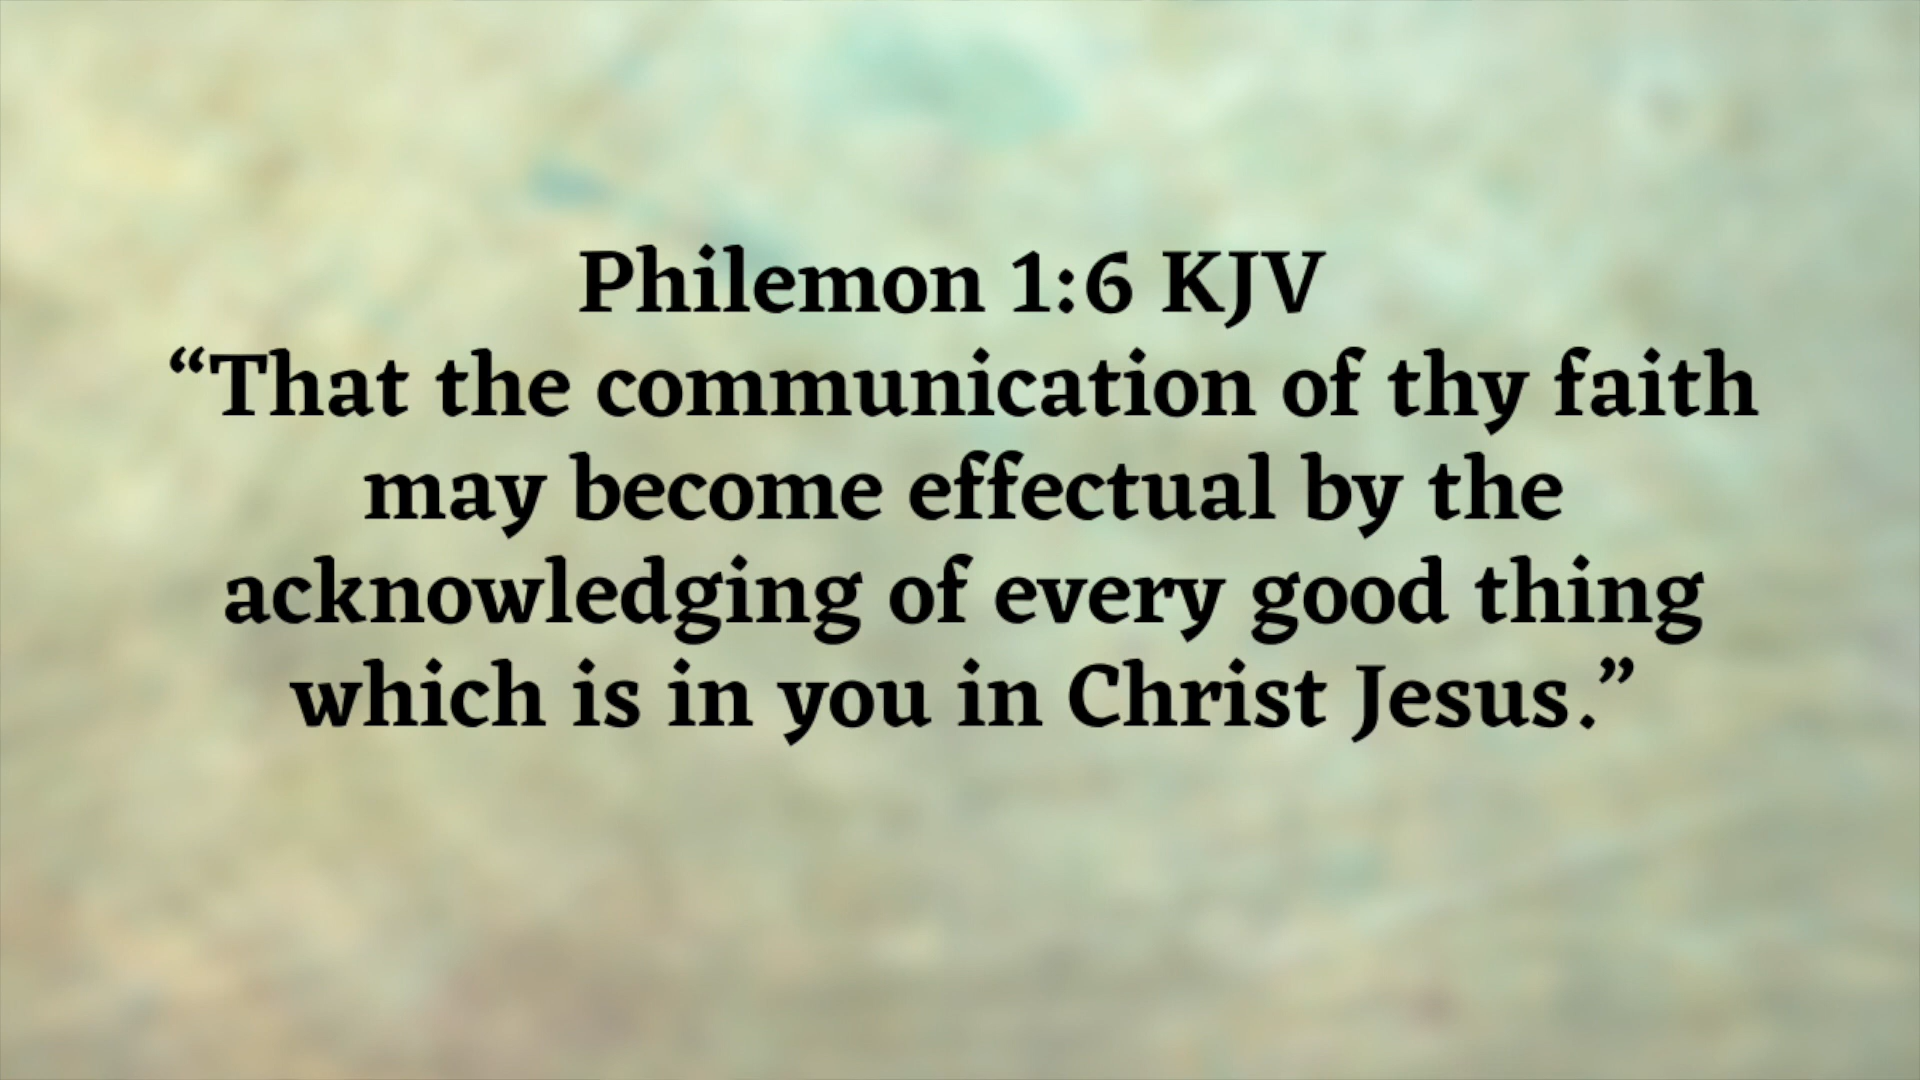 Philemon 1:6 KJV
“That the communication of thy faith
may become effectual by the
acknowledging of every good thing
which is in you in Christ Jesus.”